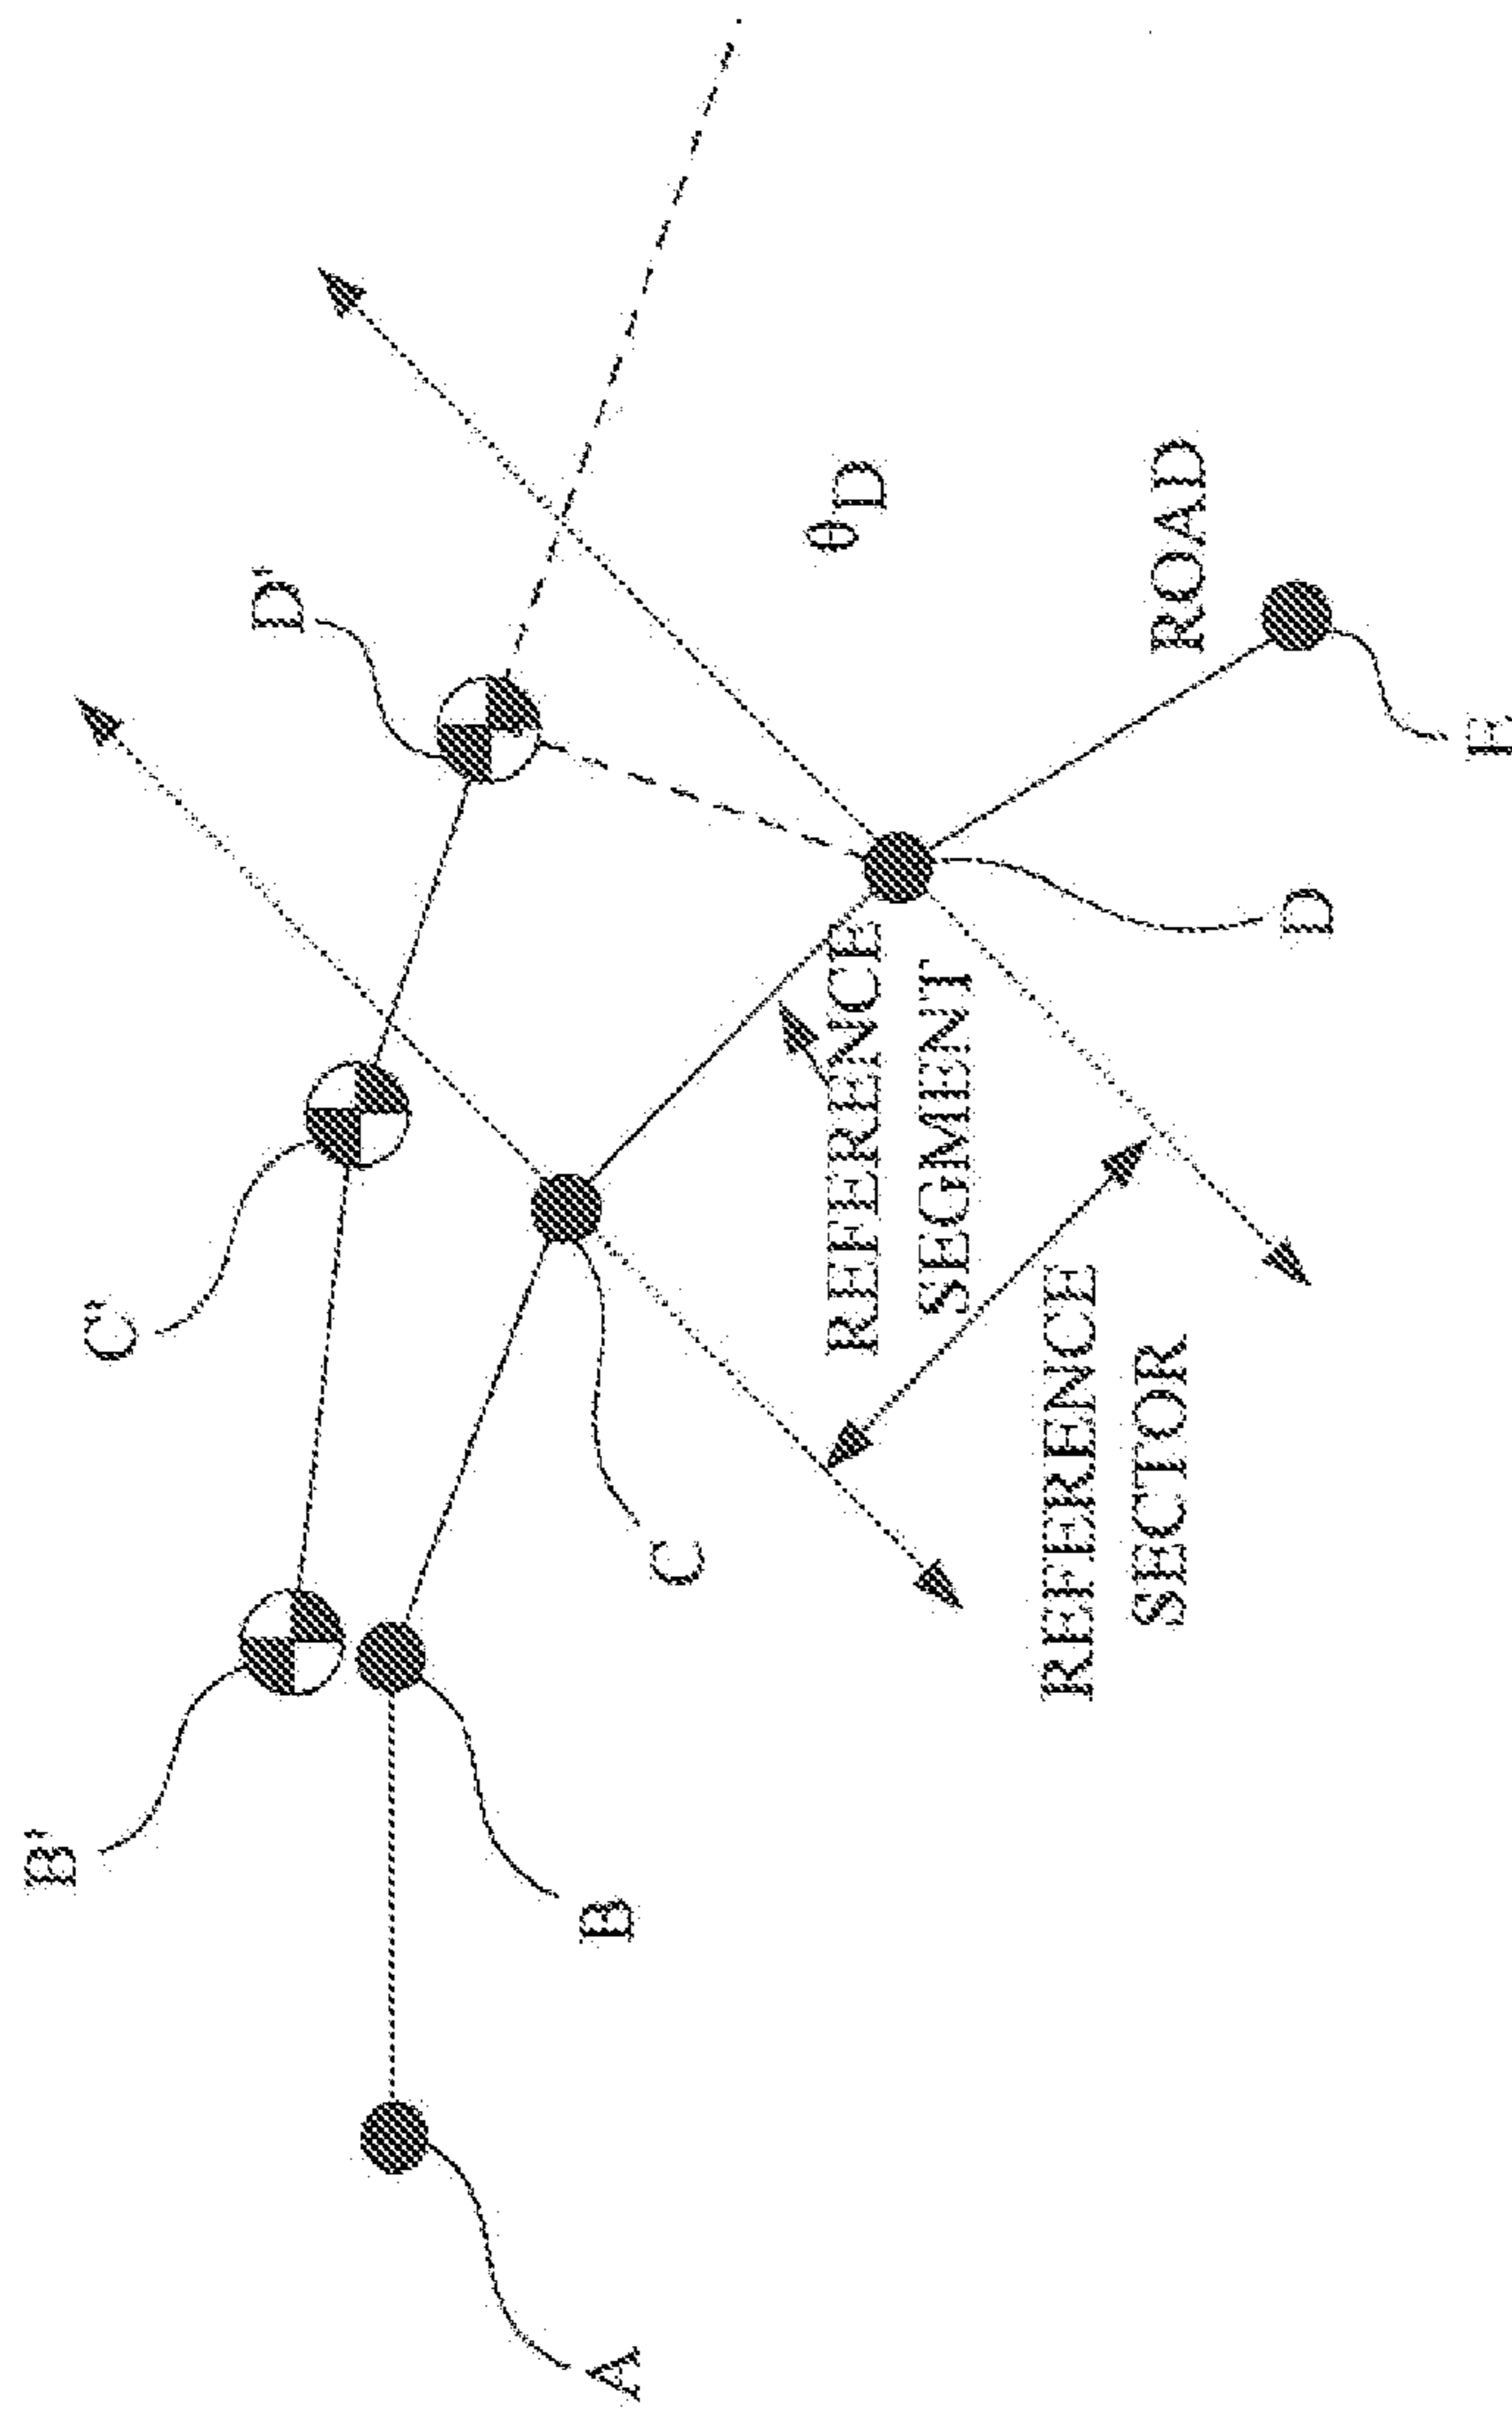 B'
C'
D'
A
B
C
REFERENCE
SEGMENT
θD
REFERENCE
SECTOR
ROAD
D
E